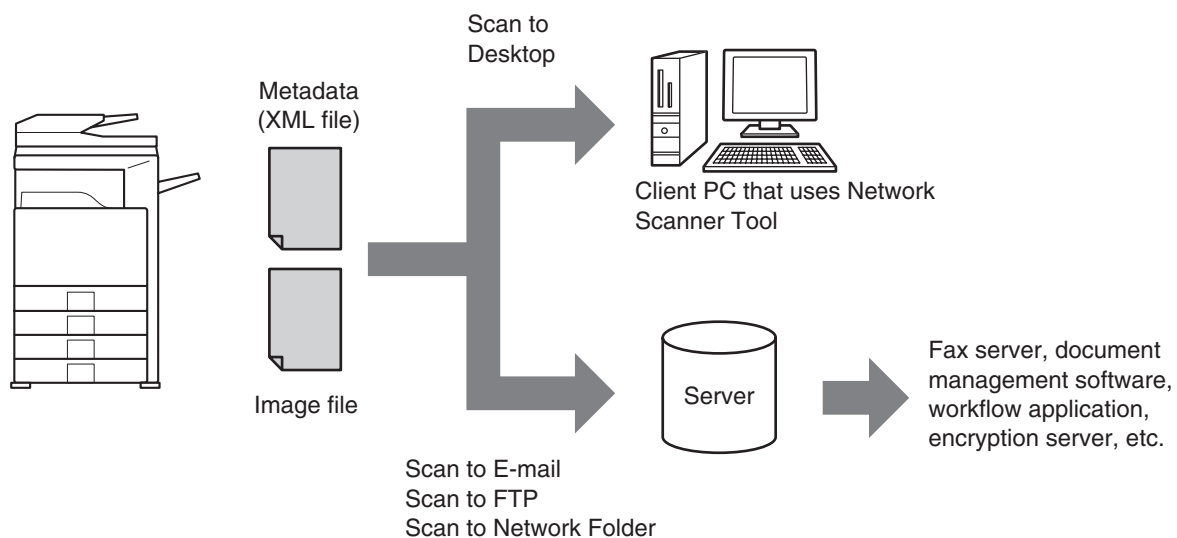 Scan to
Desktop
Metadata
(XML file)
Client PC that uses Network
Scanner Tool
Image file
Server
Fax server, document
management software,
workflow application,
encryption server, etc.
Scan to E-mail
Scan to FTP
Scan to Network Folder